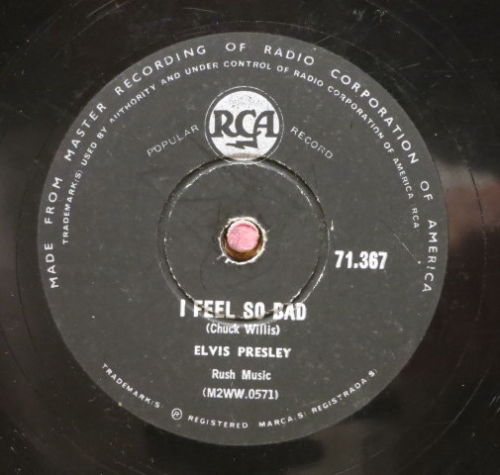 MADE FROM MASTER RECORDING OF RADIO CORPORATION OF AMERICA
TRADEMARK(S) USED BY AUTHORITY AND UNDER CONTROL OF RADIO CORPORATION OF AMERICA RCA
POPULAR RCA RECORD
71.367
I FEEL SO BAD
(Chuck Willis)
ELVIS PRESLEY
Rush Music
(M2WW.0571)
TRADEMARK(S) ® REGISTERED MARCA(S) REGISTRADA(S)